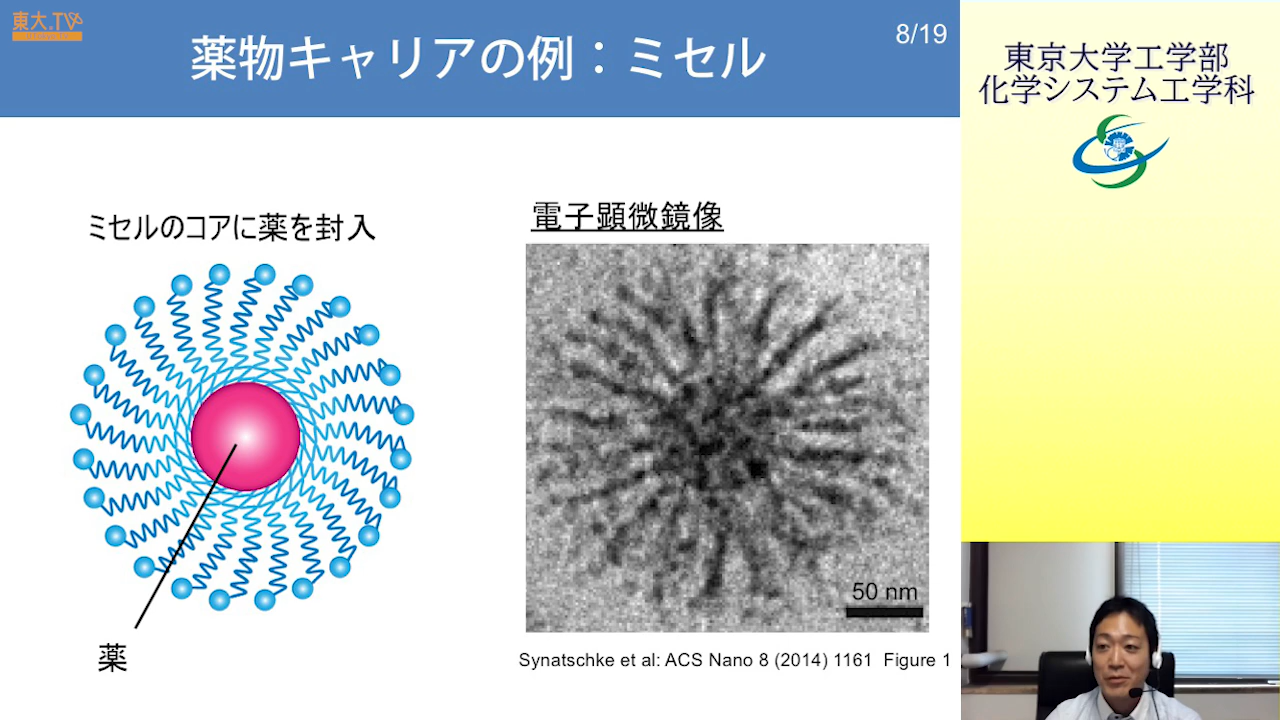 東大.TV
薬物キャリアの例：ミセル
8/19
東京大学工学部
化学システム工学科
ミセルのコアに薬を封入
電子顕微鏡像
50 nm
薬
Synatschke et al: ACS Nano 8 (2014) 1161 Figure 1